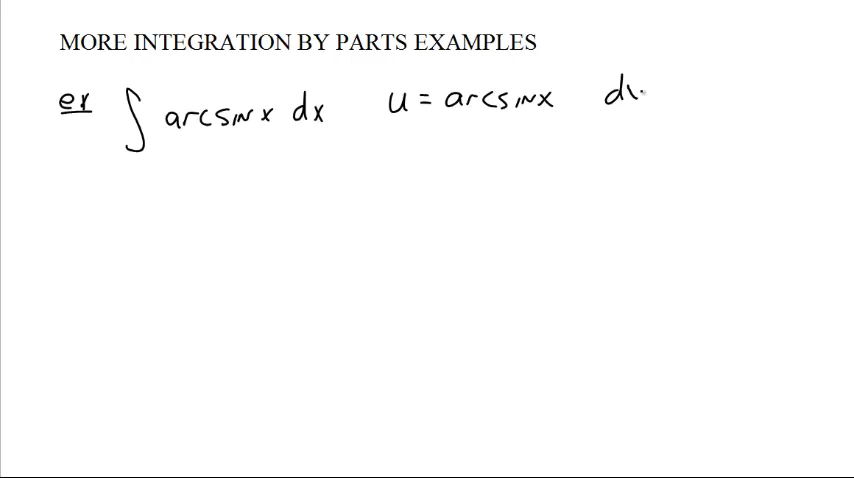 MORE INTEGRATION BY PARTS EXAMPLES
ex ∫ arcsin x dx u = arcsin x